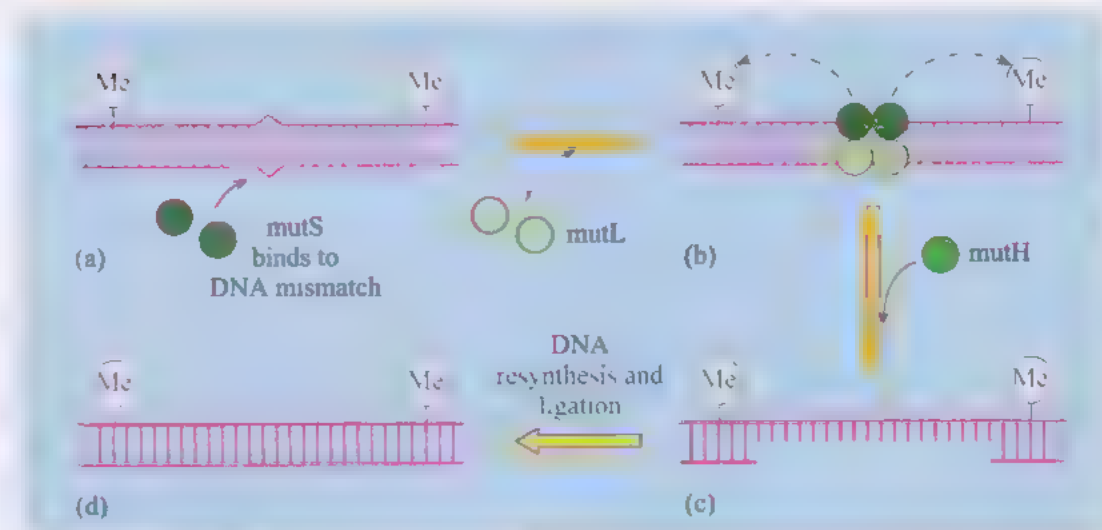 Me Me
mutS
binds to
DNA mismatch
(a)
mutL
Me Me
(b)
mutH
DNA
resynthesis and
ligation
Me Me
(d)
Me Me
(c)